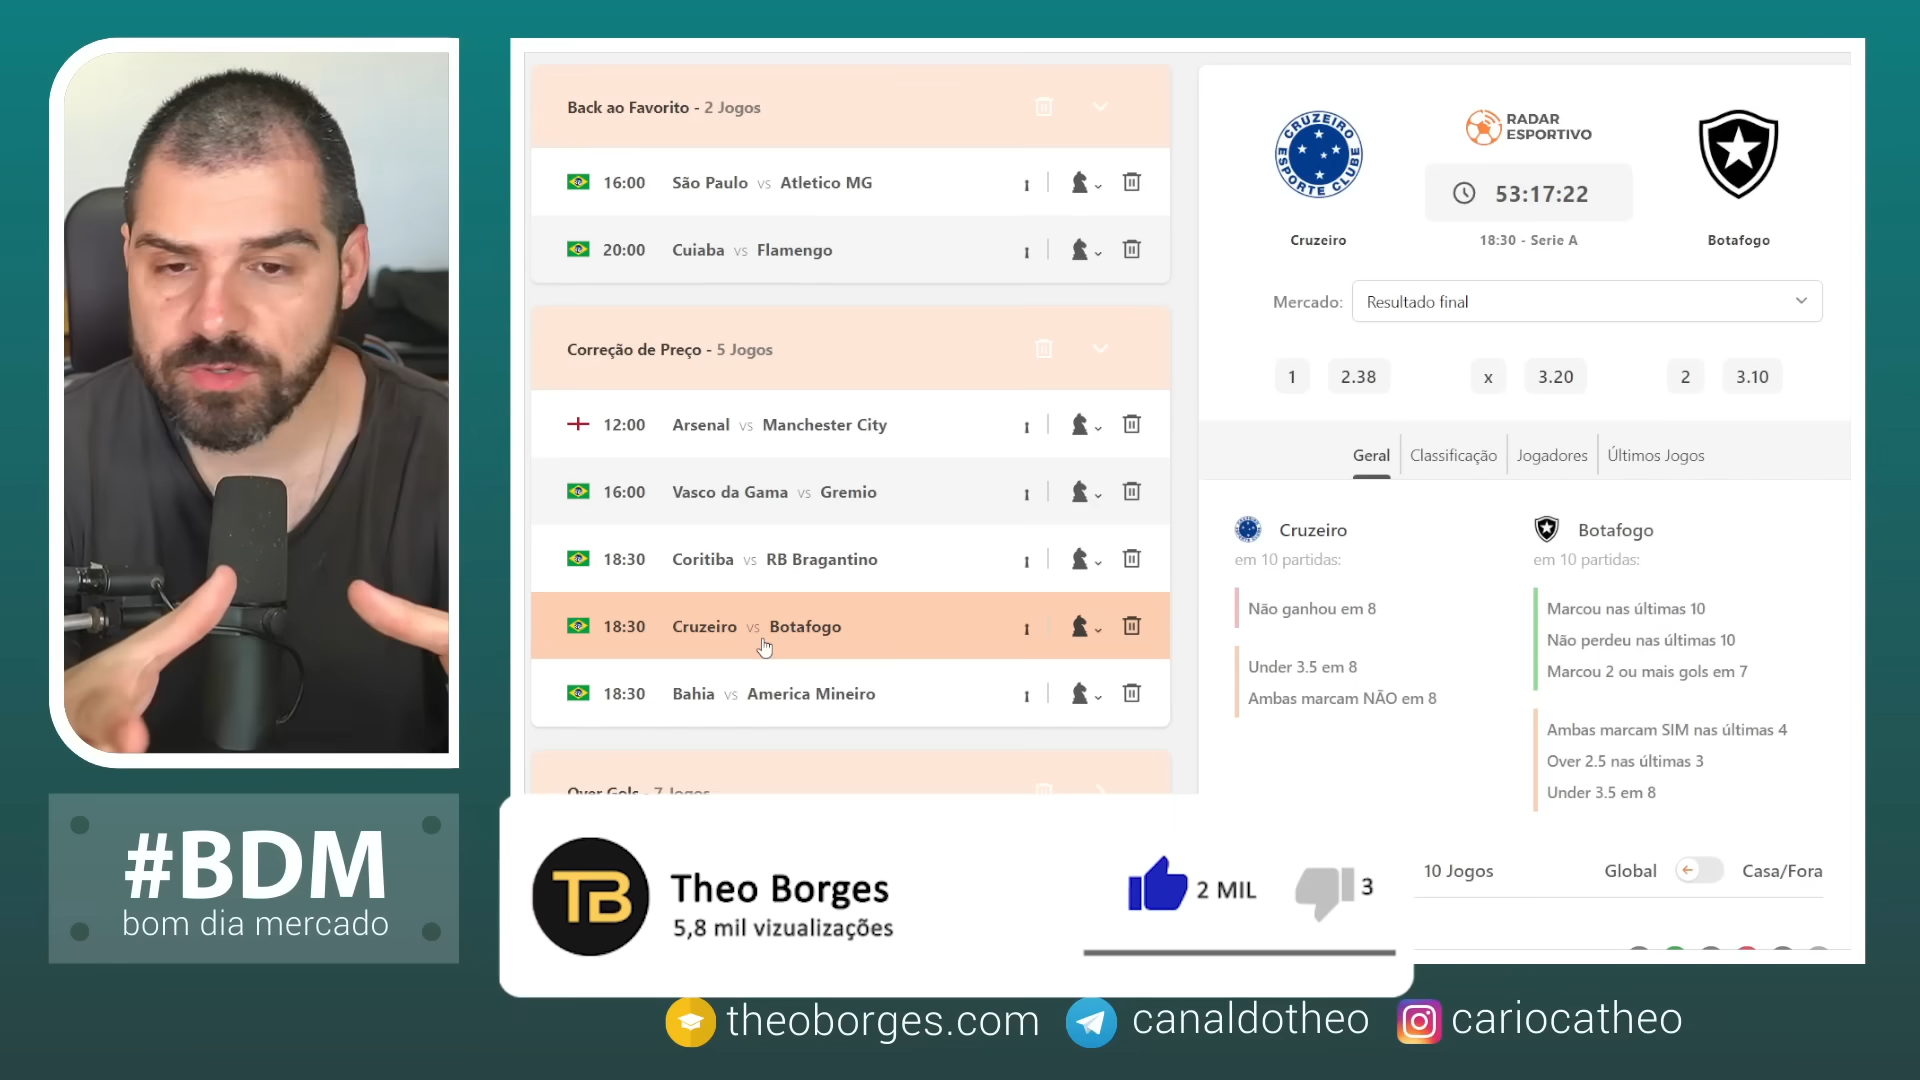 Back ao Favorito - 2 Jogos
16:00 São Paulo vs Atletico MG
20:00 Cuiaba vs Flamengo
Correção de Preço - 5 Jogos
12:00 Arsenal vs Manchester City
16:00 Vasco da Gama vs Gremio
18:30 Coritiba vs RB Bragantino
18:30 Cruzeiro vs Botafogo
18:30 Bahia vs America Mineiro
Over Gols - 7 Jogos
CRUZEIRO ESPORTE CLUBE
RADAR ESPORTIVO
53:17:22
Cruzeiro
18:30 - Serie A
Botafogo
Mercado: Resultado final
1 2.38 x 3.20 2 3.10
Geral Classificação Jogadores Últimos Jogos
Cruzeiro
em 10 partidas:
Não ganhou em 8
Under 3.5 em 8
Ambas marcam NÃO em 8
Botafogo
em 10 partidas:
Marcou nas últimas 10
Não perdeu nas últimas 10
Marcou 2 ou mais gols em 7
Ambas marcam SIM nas últimas 4
Over 2.5 nas últimas 3
Under 3.5 em 8
10 Jogos Global Casa/Fora
#BDM
bom dia mercado
TB
Theo Borges
5,8 mil vizualizações
2 MIL 3
theoborges.com canaldotheo cariocatheo